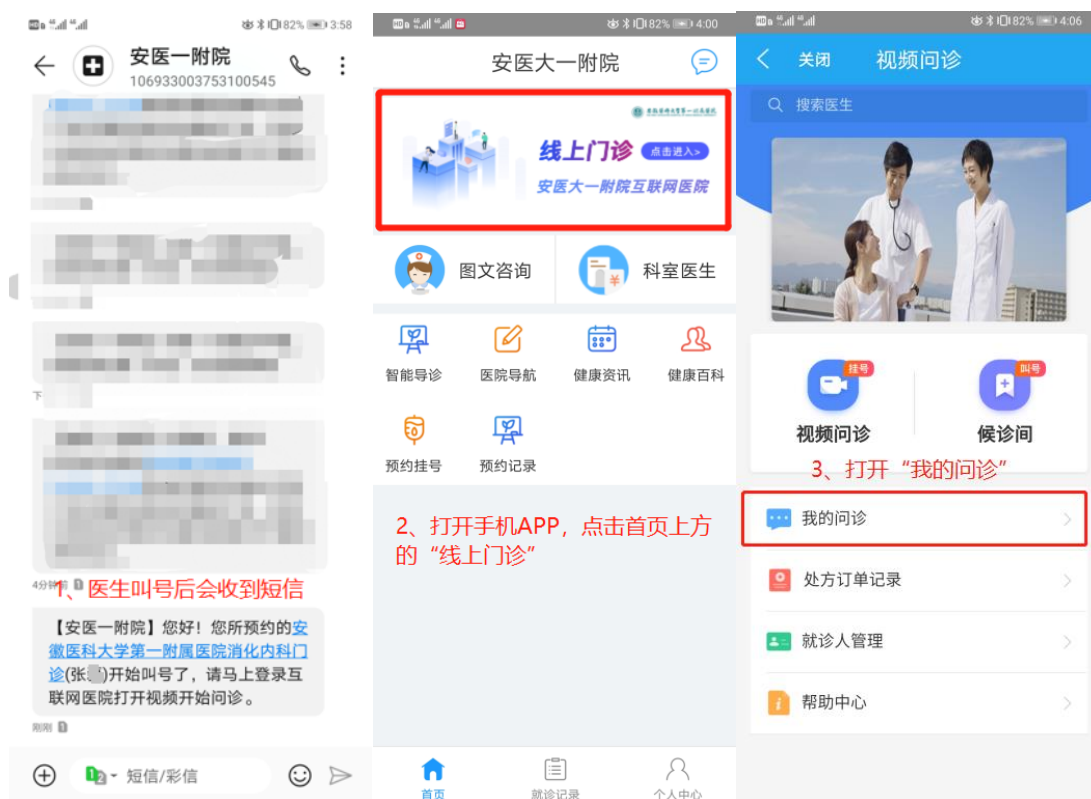 82% 3:58
安医一附院
106933003753100545
4分钟前
1、医生叫号后会收到短信
【安医一附院】您好！您所预约的安
徽医科大学第一附属医院消化内科门
诊(张 )开始叫号了，请马上登录互
联网医院打开视频开始问诊。
刚刚
短信/彩信
82% 4:00
安医大一附院
线上门诊 点击进入>
安医大一附院互联网医院
图文咨询
科室医生
智能导诊
医院导航
健康资讯
健康百科
预约挂号
预约记录
2、打开手机APP，点击首页上方
的“线上门诊”
首页
就诊记录
个人中心
82% 4:06
关闭 视频问诊
搜索医生
挂号
叫号
视频问诊
候诊间
3、打开“我的问诊”
我的问诊
处方订单记录
就诊人管理
帮助中心